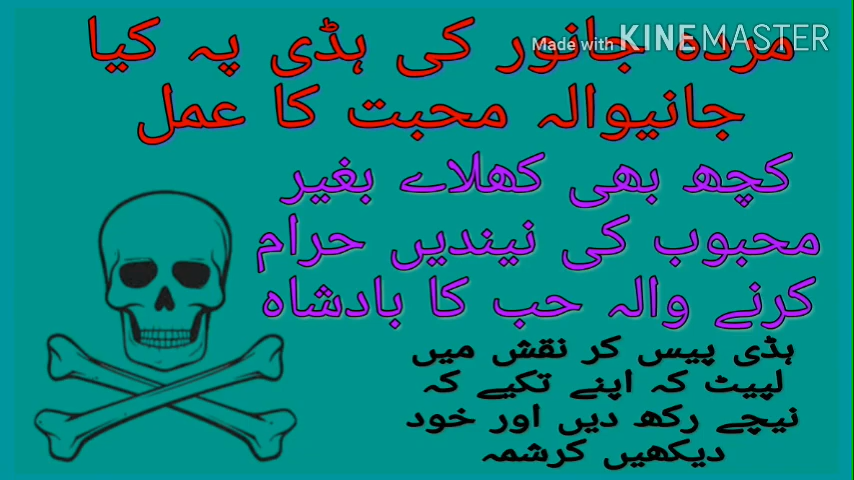 مردہ جانور کی ہڈی پہ کیا
Made with KINEMASTER
جانیوالہ محبت کا عمل
کچھ بھی کھلاے بغیر
محبوب کی نیندیں حرام
کرنے والہ حب کا بادشاہ
ہڈی پیس کر نقش میں
لپیٹ کہ اپنے تکیے کہ
نیچے رکھ دیں اور خود
دیکھیں کرشمہ